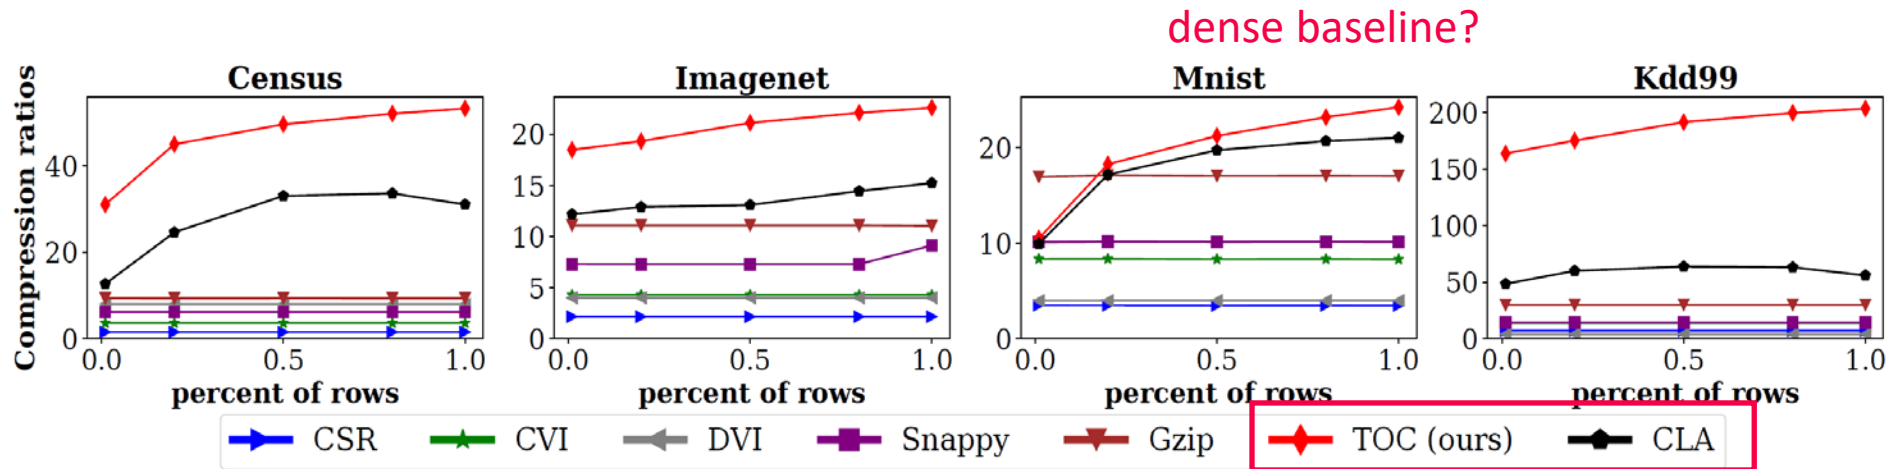 dense baseline?
Census
Imagenet
Mnist
Kdd99
Compression ratios
40
20
0
0.0 0.5 1.0
percent of rows
20
15
10
5
0
0.0 0.5 1.0
percent of rows
20
10
0
0.0 0.5 1.0
percent of rows
200
150
100
50
0
0.0 0.5 1.0
percent of rows
CSR CVI DVI Snappy Gzip TOC (ours) CLA